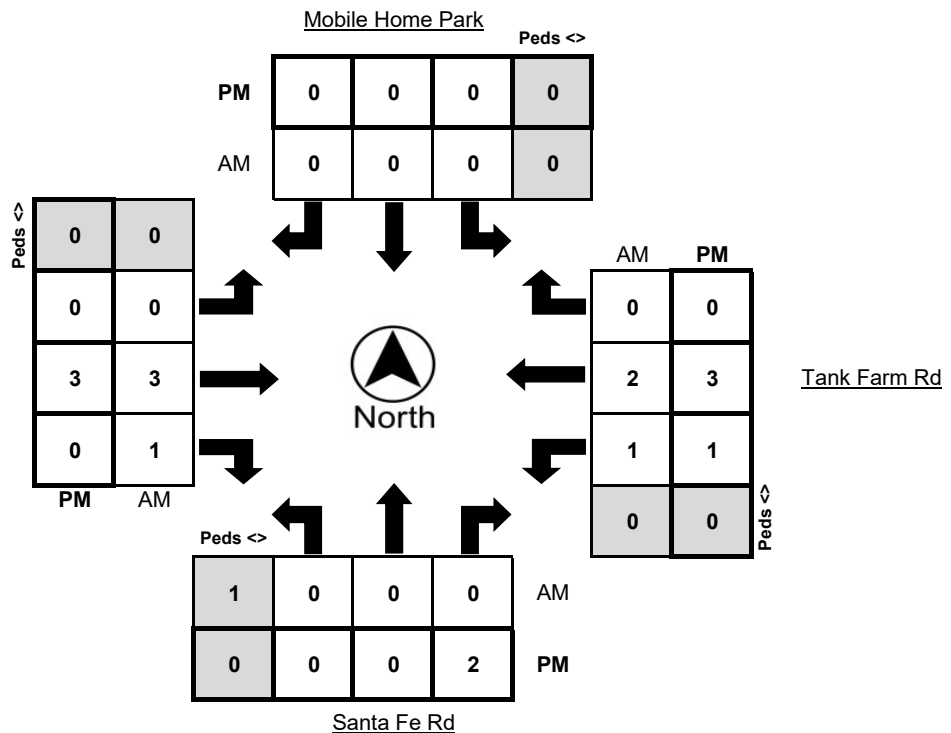 Mobile Home Park
Peds <>
PM 0 0 0 0
AM 0 0 0 0
Peds <>
0 0
0 0
3 3
0 1
PM AM
North
AM PM
0 0
2 3
1 1
0 0
Peds <>
Tank Farm Rd
Peds <>
1 0 0 0 AM
0 0 0 2 PM
Santa Fe Rd